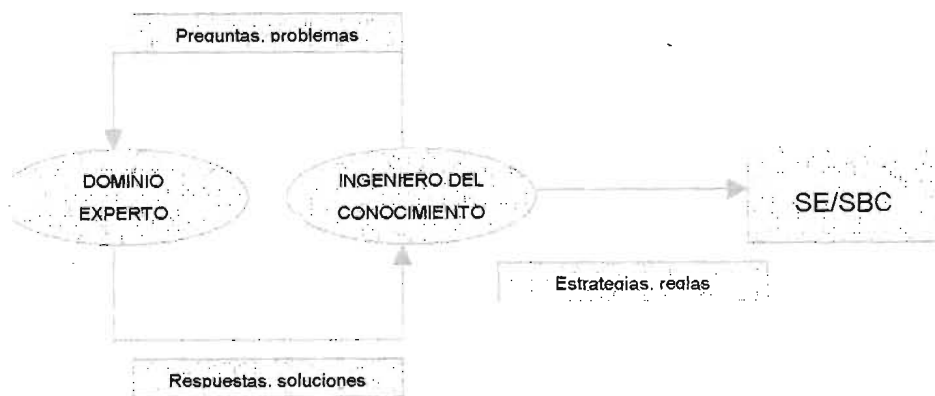 Preguntas, problemas
DOMINIO
EXPERTO
INGENIERO DEL
CONOCIMIENTO
SE/SBC
Estrategias, reglas
Respuestas, soluciones